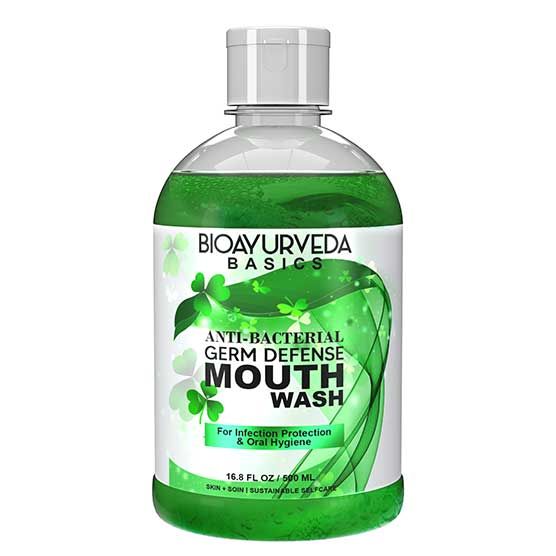 BIOAYURVEDA
BASICS
ANTI-BACTERIAL
GERM DEFENSE
MOUTH
WASH
For Infection Protection
& Oral Hygiene
16.8 FL OZ / 500 ML
SKIN + SOIN | SUSTAINABLE SELFCARE